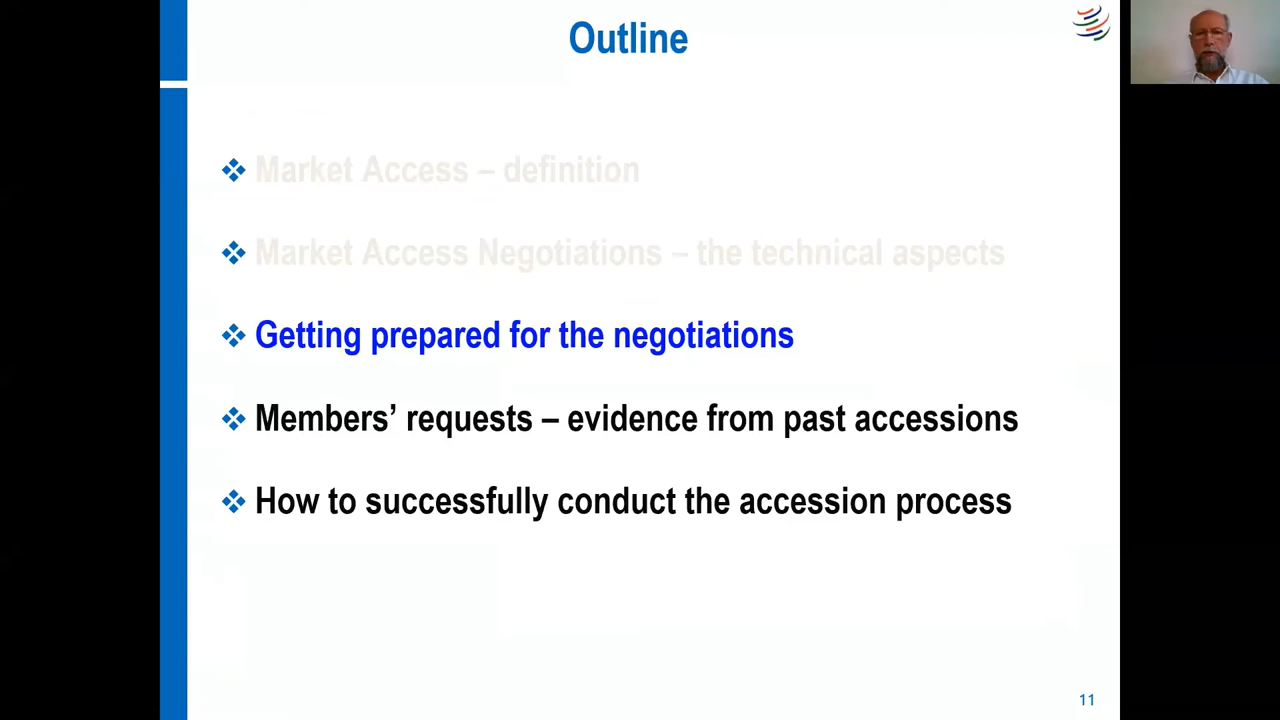 Outline
Market Access – definition
Market Access Negotiations – the technical aspects
Getting prepared for the negotiations
Members’ requests – evidence from past accessions
How to successfully conduct the accession process
11